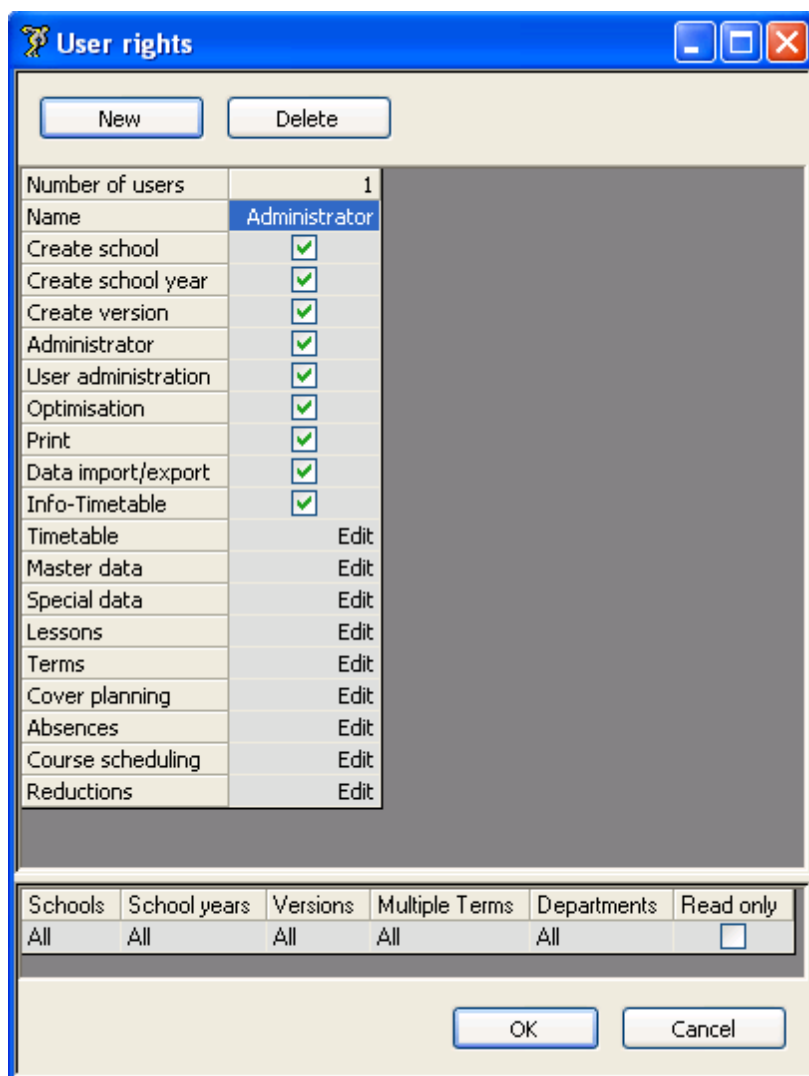 User rights
New Delete
Number of users 1
Name Administrator
Create school
Create school year
Create version
Administrator
User administration
Optimisation
Print
Data import/export
Info-Timetable
Timetable Edit
Master data Edit
Special data Edit
Lessons Edit
Terms Edit
Cover planning Edit
Absences Edit
Course scheduling Edit
Reductions Edit
Schools School years Versions Multiple Terms Departments Read only
All All All All All
OK Cancel